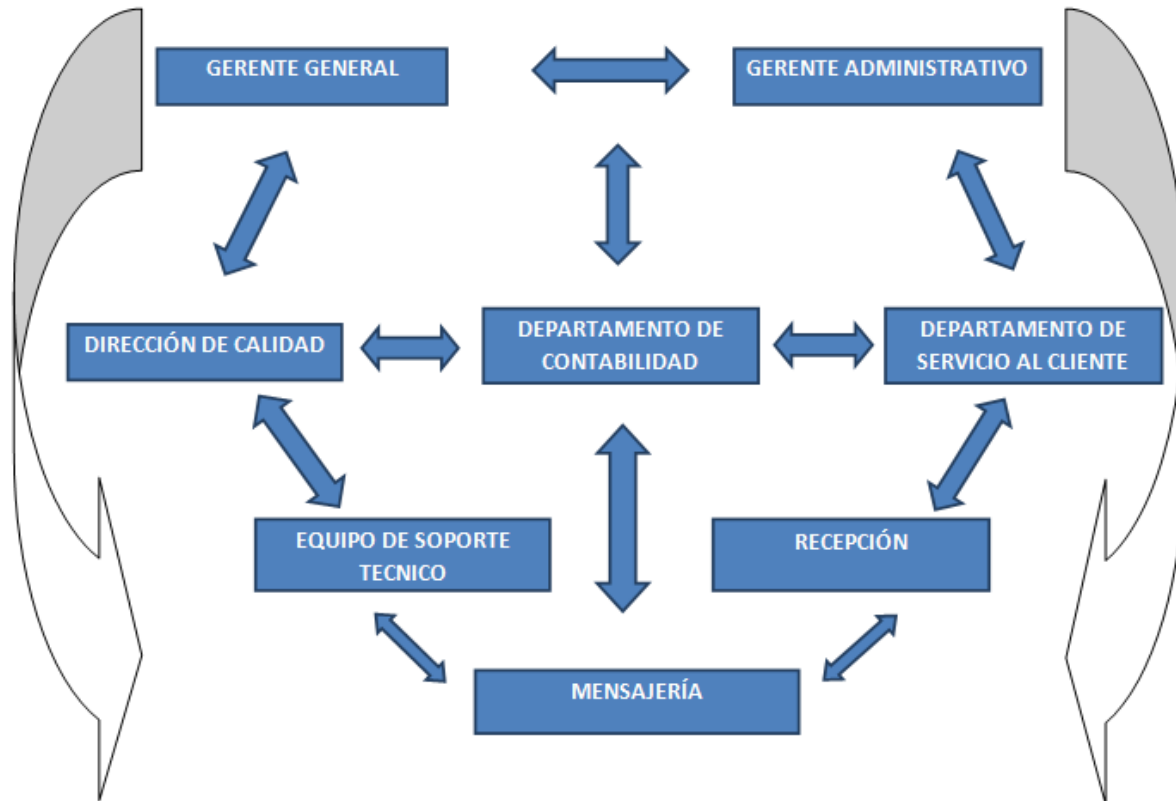 GERENTE GENERAL
GERENTE ADMINISTRATIVO
DIRECCIÓN DE CALIDAD
DEPARTAMENTO DE
CONTABILIDAD
DEPARTAMENTO DE
SERVICIO AL CLIENTE
EQUIPO DE SOPORTE
TECNICO
RECEPCIÓN
MENSAJERÍA